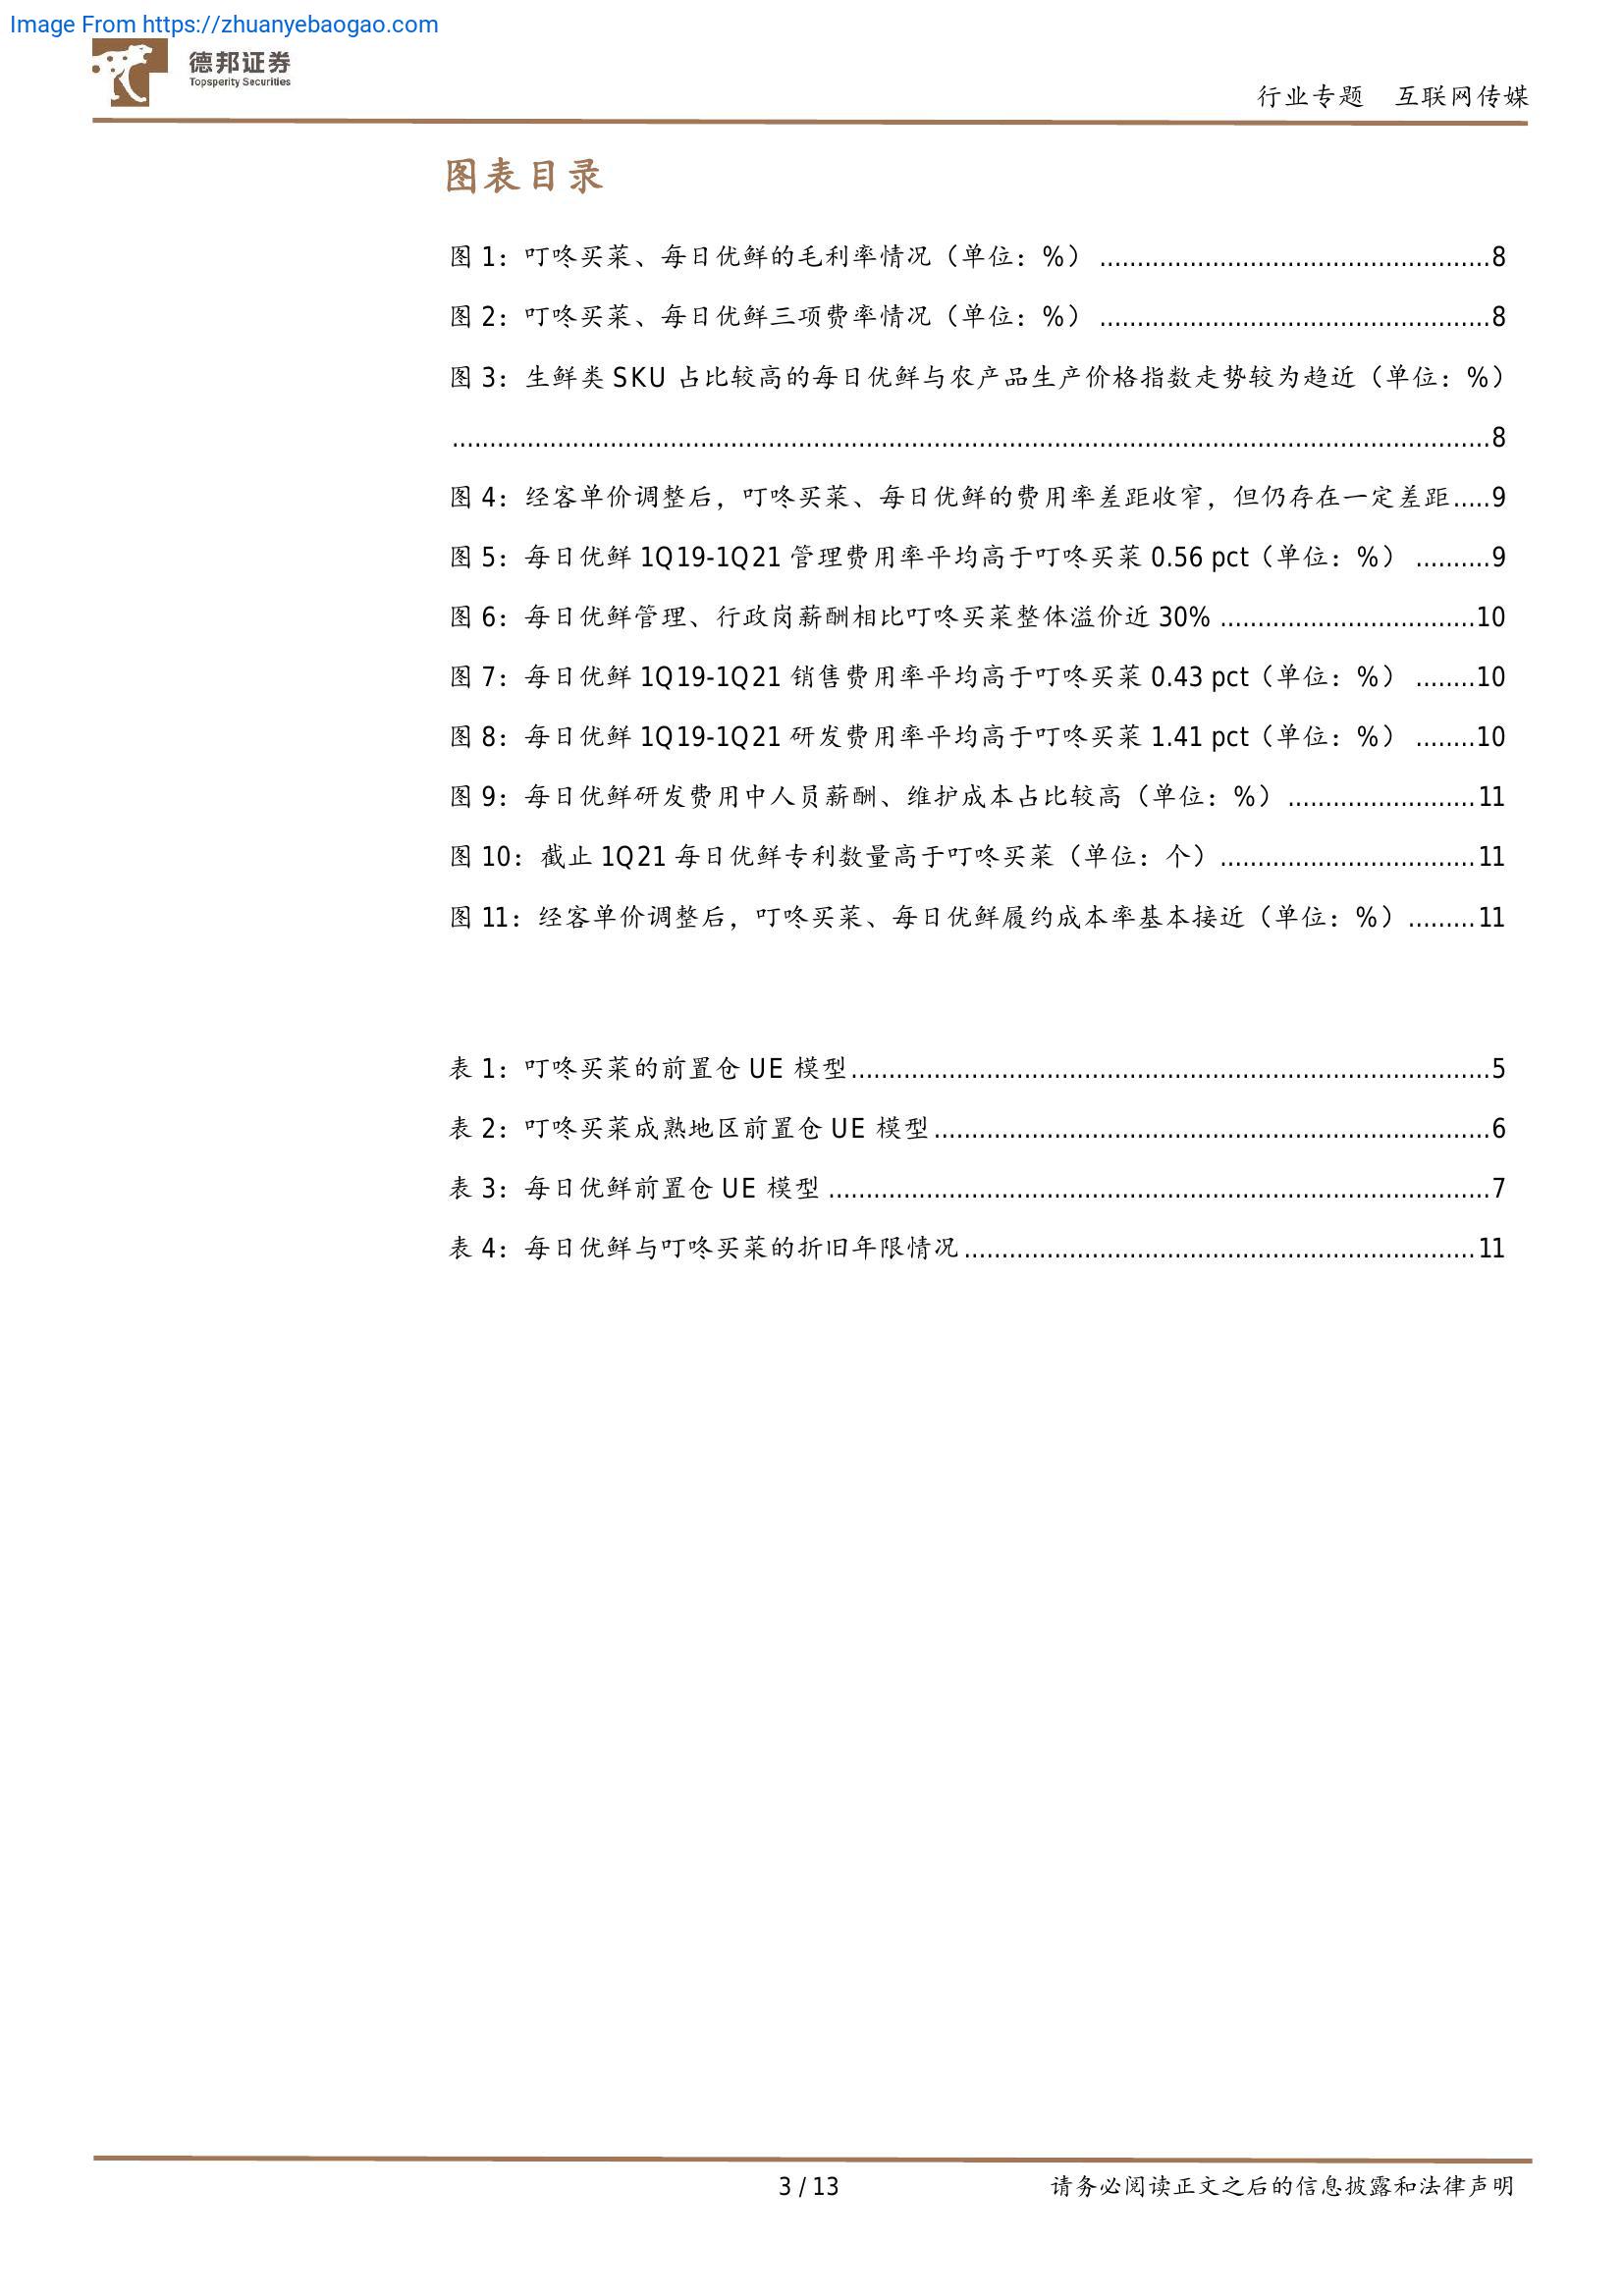 Image From https://zhuanyebaogao.com
德邦证券
Topsperity Securities
行业专题 互联网传媒
图表目录
图 1：叮咚买菜、每日优鲜的毛利率情况（单位：%） ....................................................8
图 2：叮咚买菜、每日优鲜三项费率情况（单位：%） ....................................................8
图 3：生鲜类 SKU 占比较高的每日优鲜与农产品生产价格指数走势较为趋近（单位：%）
..........................................................................................................................................8
图 4：经客单价调整后，叮咚买菜、每日优鲜的费用率差距收窄，但仍存在一定差距.....9
图 5：每日优鲜 1Q19-1Q21 管理费用率平均高于叮咚买菜 0.56 pct（单位：%） ..........9
图 6：每日优鲜管理、行政岗薪酬相比叮咚买菜整体溢价近 30% ..................................10
图 7：每日优鲜 1Q19-1Q21 销售费用率平均高于叮咚买菜 0.43 pct（单位：%） ........10
图 8：每日优鲜 1Q19-1Q21 研发费用率平均高于叮咚买菜 1.41 pct（单位：%） ........10
图 9：每日优鲜研发费用中人员薪酬、维护成本占比较高（单位：%） .........................11
图 10：截止 1Q21 每日优鲜专利数量高于叮咚买菜（单位：个） ..................................11
图 11：经客单价调整后，叮咚买菜、每日优鲜履约成本率基本接近（单位：%） .........11
表 1：叮咚买菜的前置仓 UE 模型.....................................................................................5
表 2：叮咚买菜成熟地区前置仓 UE 模型..........................................................................6
表 3：每日优鲜前置仓 UE 模型 ........................................................................................7
表 4：每日优鲜与叮咚买菜的折旧年限情况....................................................................11
3 / 13 请务必阅读正文之后的信息披露和法律声明